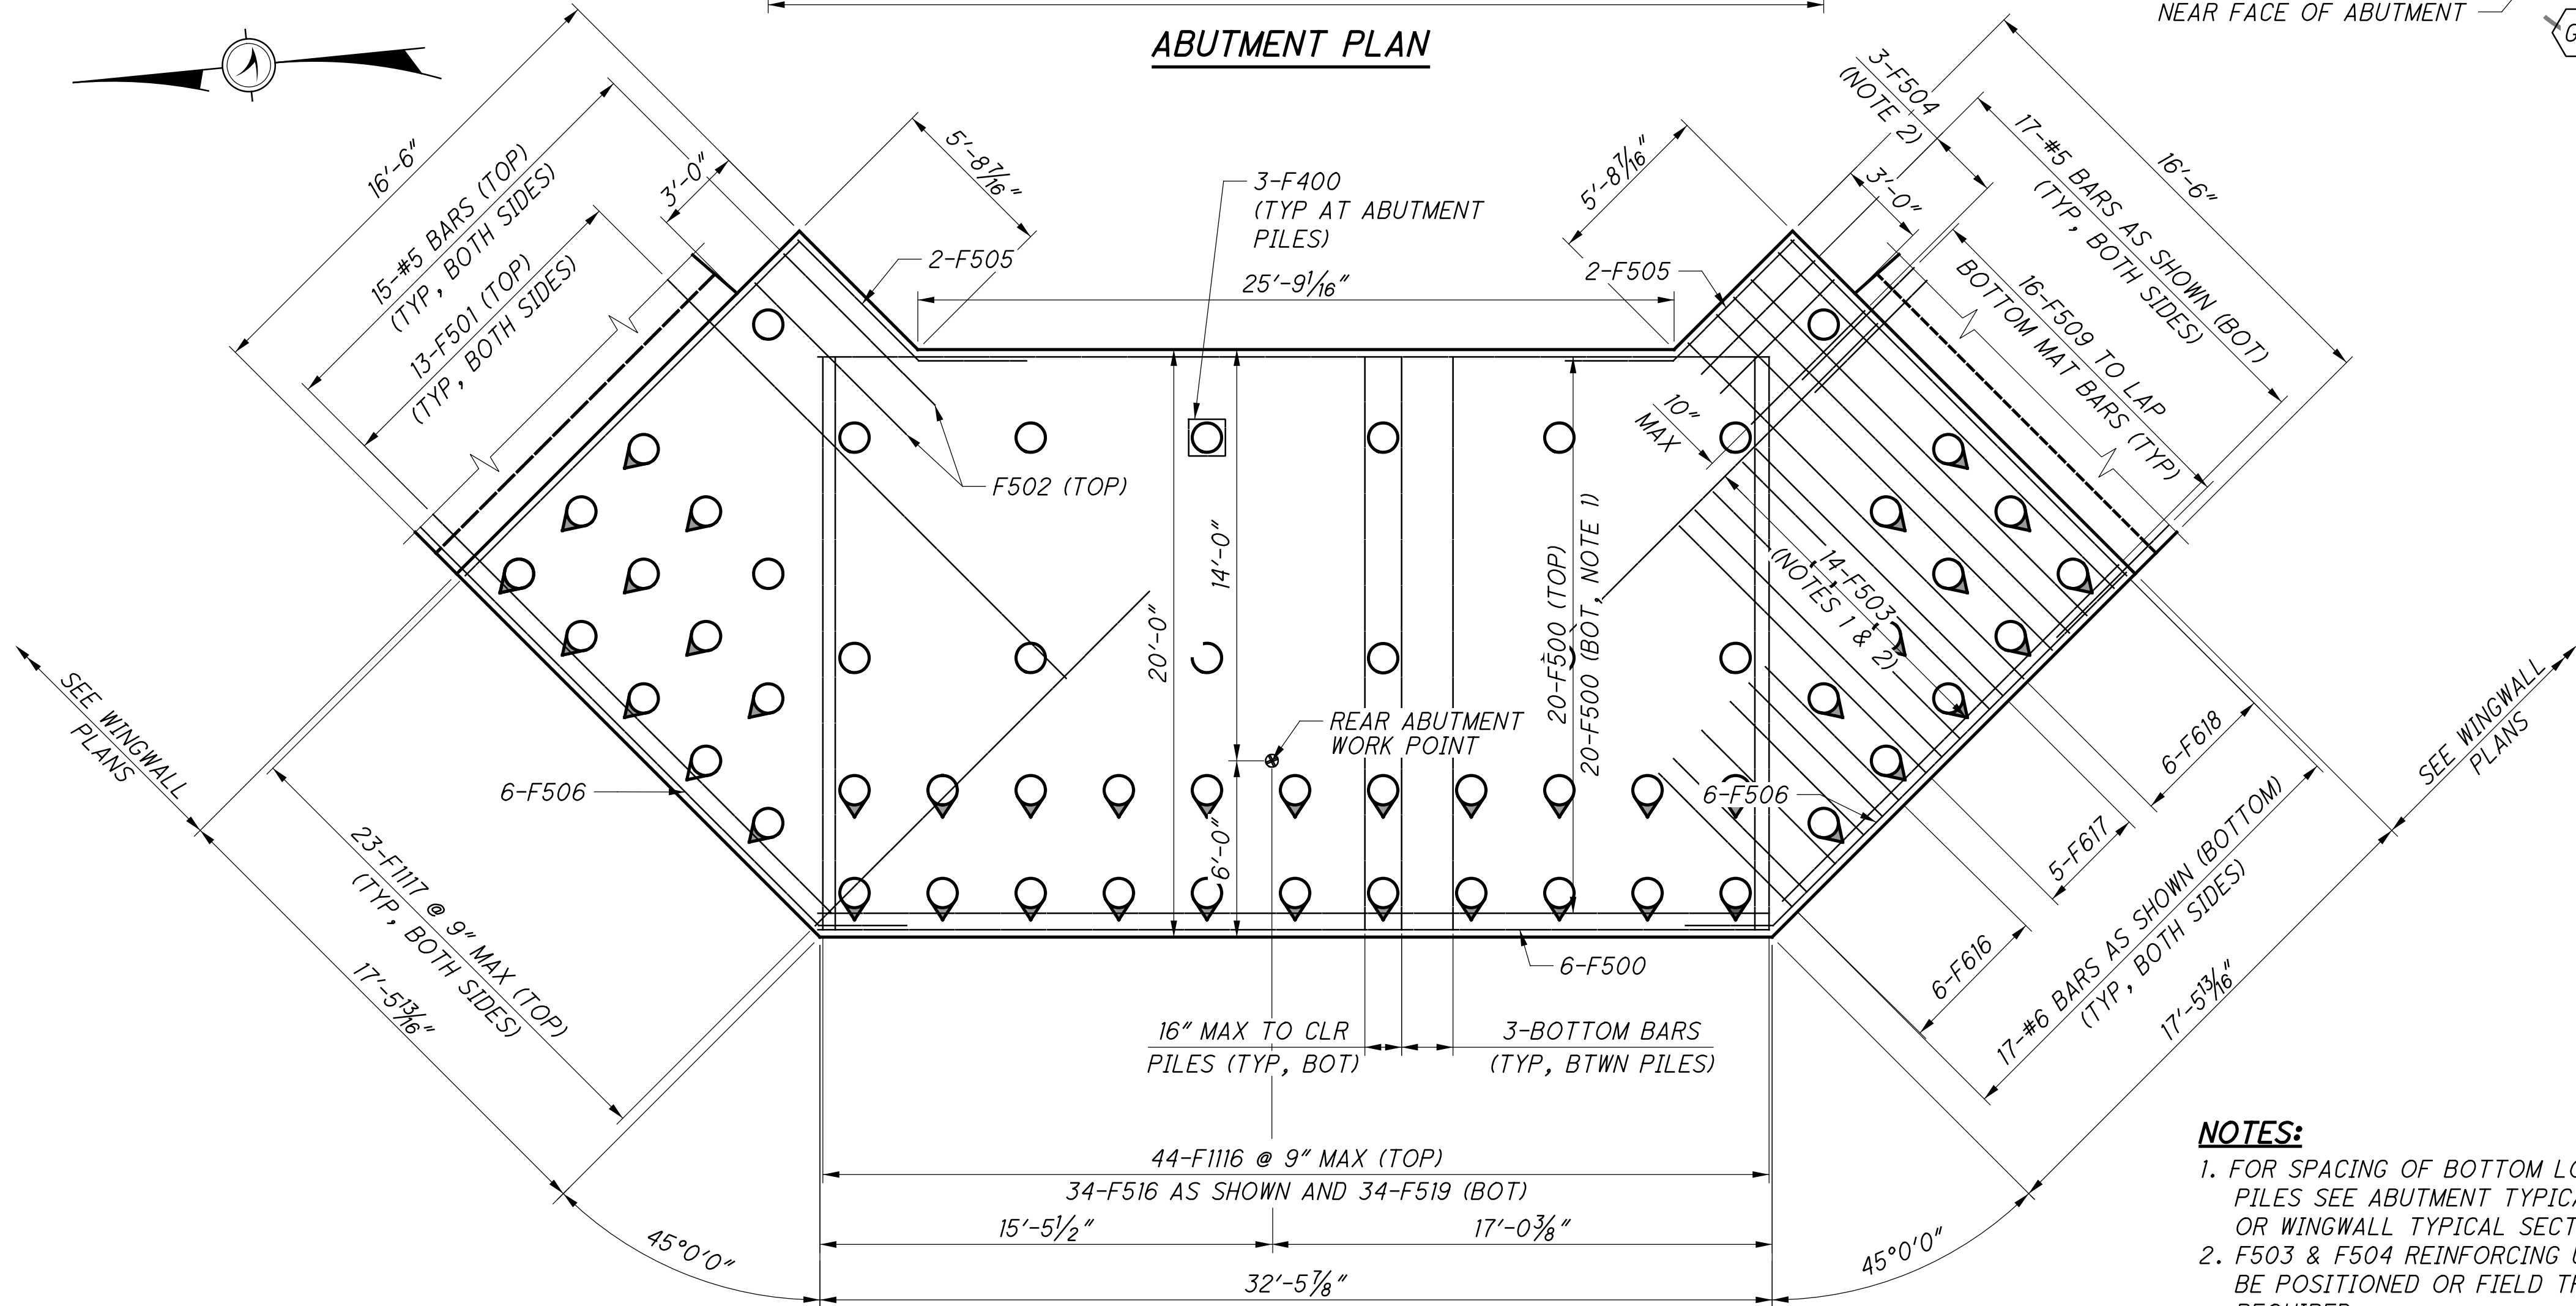 NEAR FACE OF ABUTMENT
G
ABUTMENT PLAN
16'-6"
15-#5 BARS (TOP)
(TYP, BOTH SIDES)
13-F501 (TOP)
(TYP, BOTH SIDES)
3'-0"
5'-8 7/16"
2-F505
3-F400
(TYP AT ABUTMENT
PILES)
25'-9 1/16"
5'-8 7/16"
2-F505
3-F504
(NOTE 2)
3'-0"
17-#5 BARS AS SHOWN (BOT)
(TYP, BOTH SIDES)
16'-6"
16-F509 TO LAP
BOTTOM MAT BARS (TYP)
10"
MAX
F502 (TOP)
14'-0"
20'-0"
6'-0"
20-F500 (TOP)
20-F500 (BOT, NOTE 1)
14-F503
(NOTES 1 & 2)
REAR ABUTMENT
WORK POINT
SEE WINGWALL
PLANS
6-F506
6-F506
6-F618
5-F617
6-F616
SEE WINGWALL
PLANS
17-#6 BARS AS SHOWN (BOTTOM)
(TYP, BOTH SIDES)
17'-5 13/16"
23-F1117 @ 9" MAX (TOP)
(TYP, BOTH SIDES)
17'-5 13/16"
6-F500
16" MAX TO CLR
PILES (TYP, BOT)
3-BOTTOM BARS
(TYP, BTWN PILES)
44-F1116 @ 9" MAX (TOP)
34-F516 AS SHOWN AND 34-F519 (BOT)
15'-5 1/2"
17'-0 3/8"
32'-5 7/8"
45°0'0"
45°0'0"
NOTES:
1. FOR SPACING OF BOTTOM
PILES SEE ABUTMENT
OR WINGWALL TYPICAL
2. F503 & F504 REINFORCING
BE POSITIONED OR FIELD